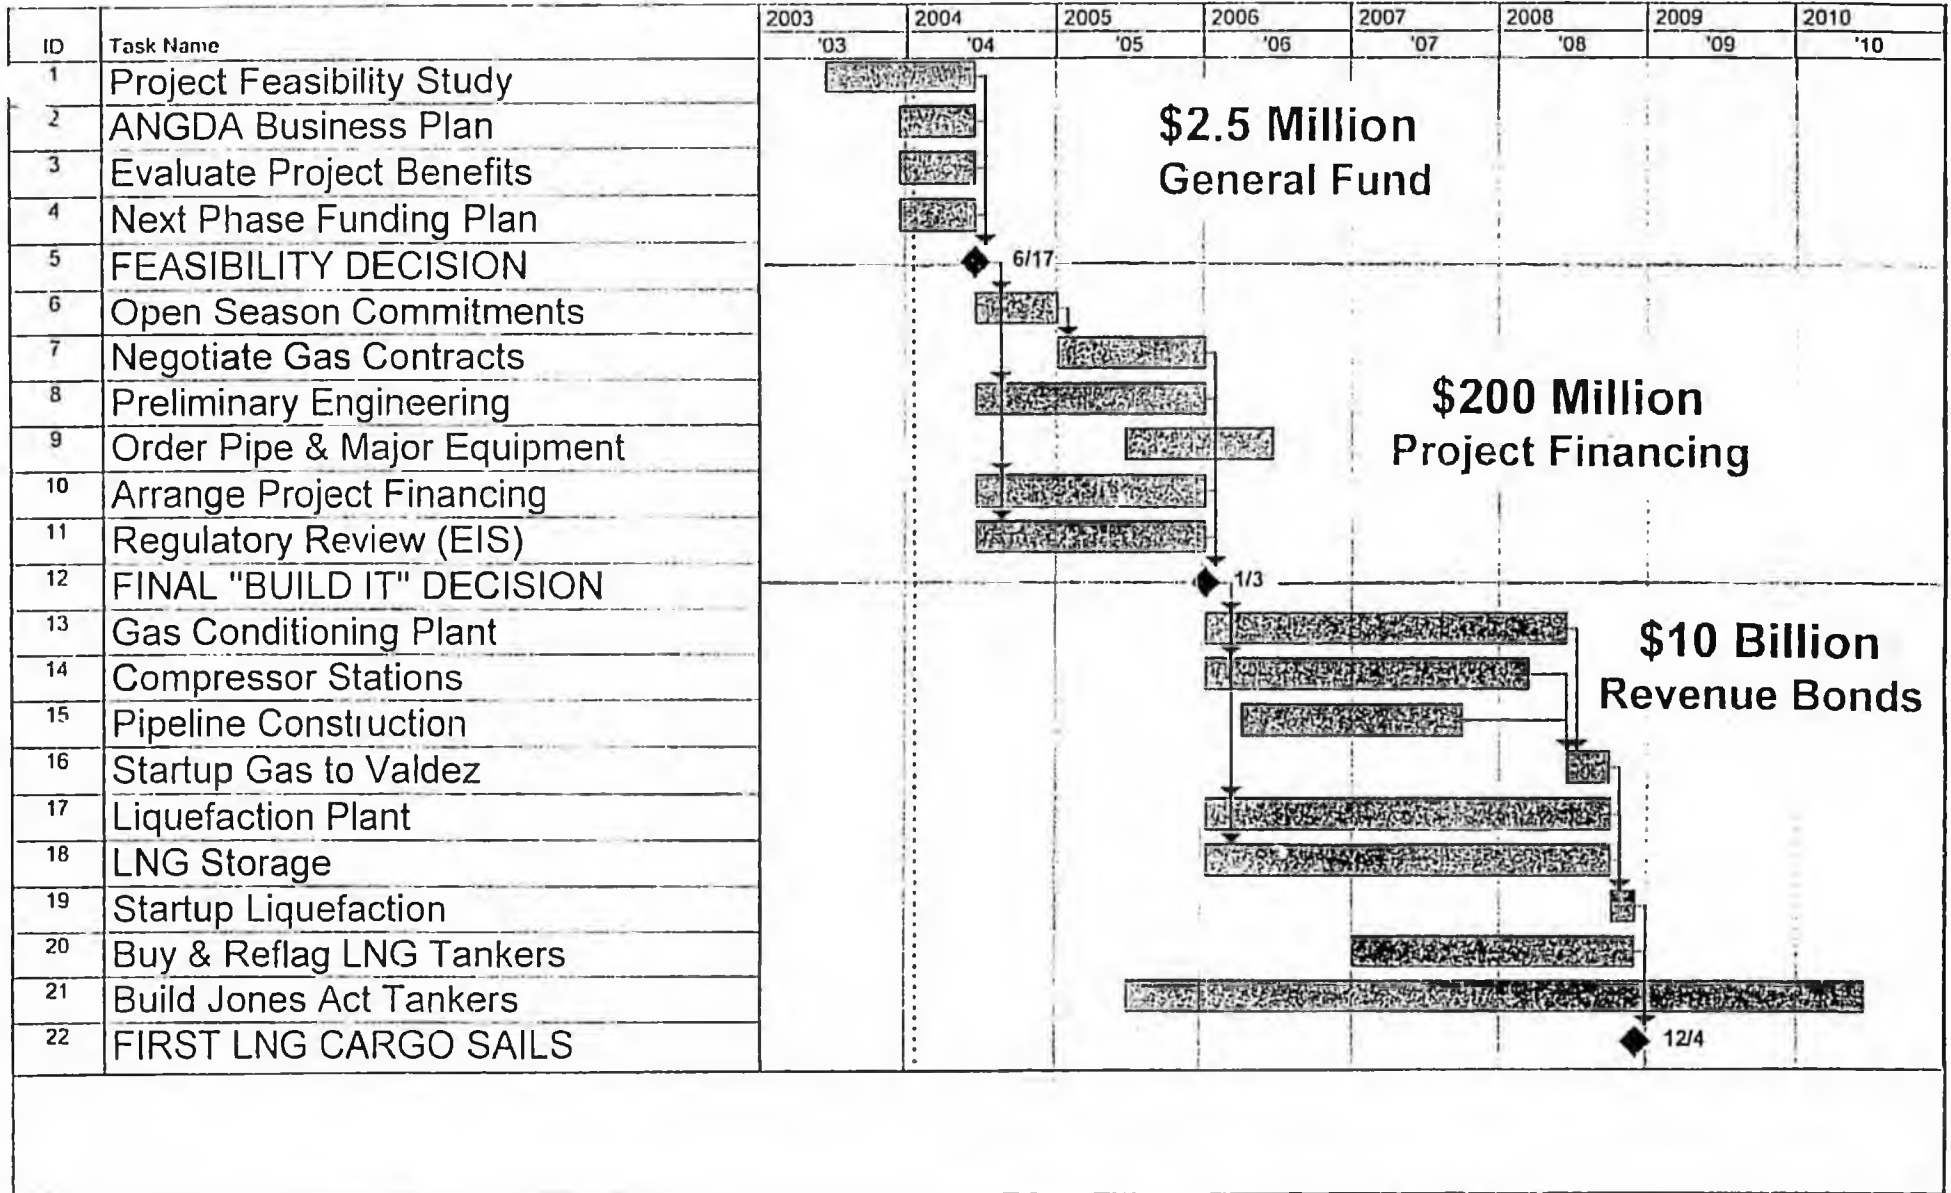 2003 2004 2005 2006 2007 2008 2009 2010
ID Task Name '03 '04 '05 '06 '07 '08 '09 '10
1 Project Feasibility Study
2 ANGDA Business Plan
$2.5 Million
3 Evaluate Project Benefits
General Fund
4 Next Phase Funding Plan
5 FEASIBILITY DECISION 6/17
6 Open Season Commitments
7 Negotiate Gas Contracts
8 Preliminary Engineering
$200 Million
9 Order Pipe & Major Equipment
Project Financing
10 Arrange Project Financing
11 Regulatory Review (EIS)
12 FINAL "BUILD IT" DECISION 1/3
13 Gas Conditioning Plant
$10 Billion
14 Compressor Stations
Revenue Bonds
15 Pipeline Construction
16 Startup Gas to Valdez
17 Liquefaction Plant
18 LNG Storage
19 Startup Liquefaction
20 Buy & Reflag LNG Tankers
21 Build Jones Act Tankers
22 FIRST LNG CARGO SAILS 12/4